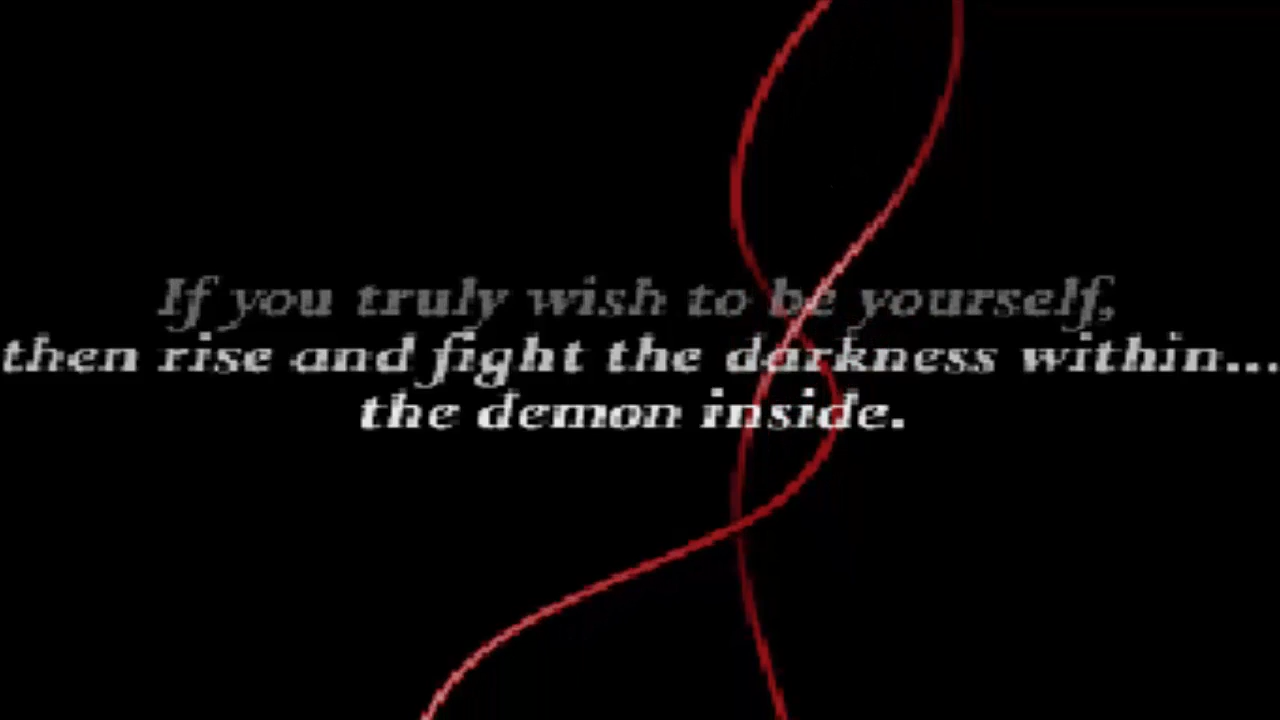 If you truly wish to be yourself,
then rise and fight the darkness within...
the demon inside.